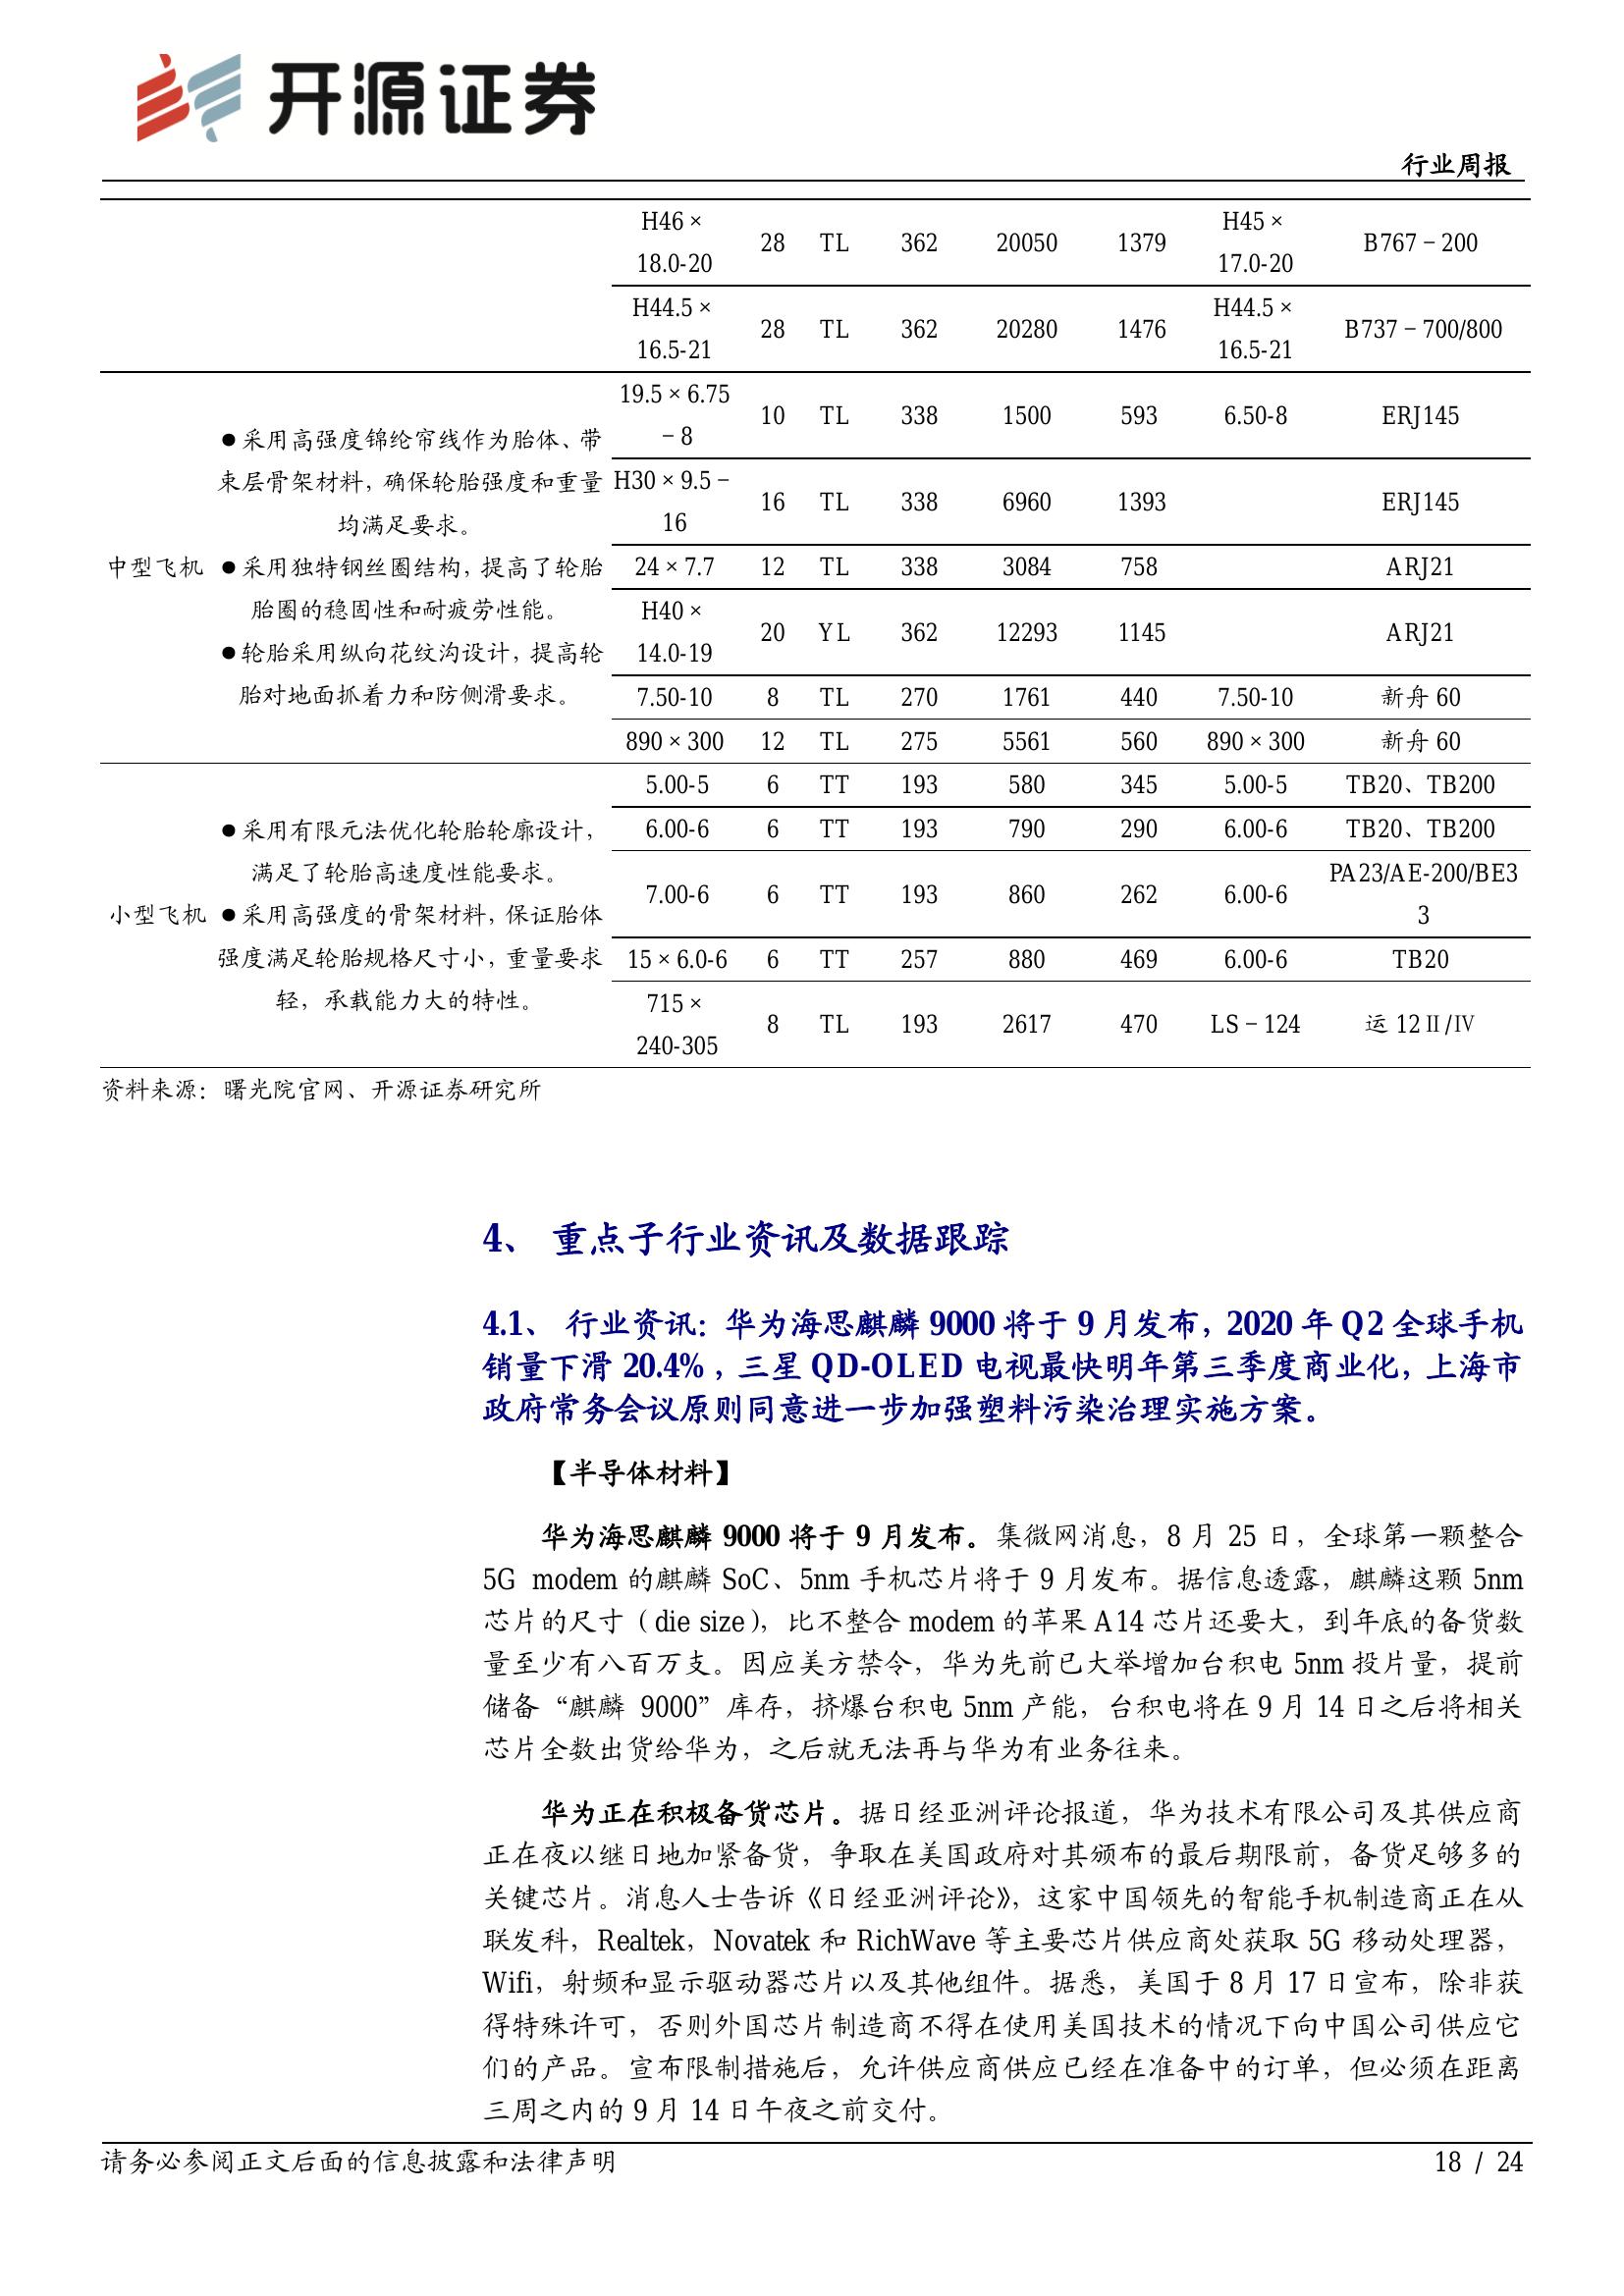 开源证券
行业周报
H46 ×
18.0-20
28 TL 362 20050 1379
H45 ×
17.0-20
B767－200
H44.5 ×
16.5-21
28 TL 362 20280 1476
H44.5 ×
16.5-21
B737－700/800
中型飞机
●采用高强度锦纶帘线作为胎体、带
束层骨架材料，确保轮胎强度和重量
均满足要求。
●采用独特钢丝圈结构，提高了轮胎
胎圈的稳固性和耐疲劳性能。
●轮胎采用纵向花纹沟设计，提高轮
胎对地面抓着力和防侧滑要求。
19.5 × 6.75
－8
10 TL 338 1500 593 6.50-8 ERJ145
H30 × 9.5－
16
16 TL 338 6960 1393 ERJ145
24 × 7.7 12 TL 338 3084 758 ARJ21
H40 ×
14.0-19
20 YL 362 12293 1145 ARJ21
7.50-10 8 TL 270 1761 440 7.50-10 新舟 60
890 × 300 12 TL 275 5561 560 890 × 300 新舟 60
小型飞机
●采用有限元法优化轮胎轮廓设计，
满足了轮胎高速度性能要求。
●采用高强度的骨架材料，保证胎体
强度满足轮胎规格尺寸小，重量要求
轻，承载能力大的特性。
5.00-5 6 TT 193 580 345 5.00-5 TB20、TB200
6.00-6 6 TT 193 790 290 6.00-6 TB20、TB200
7.00-6 6 TT 193 860 262 6.00-6
PA23/AE-200/BE3
3
15 × 6.0-6 6 TT 257 880 469 6.00-6 TB20
715 ×
240-305
8 TL 193 2617 470 LS－124 运 12Ⅱ/Ⅳ
资料来源：曙光院官网、开源证券研究所
4、 重点子行业资讯及数据跟踪
4.1、 行业资讯：华为海思麒麟 9000 将于 9 月发布，2020 年 Q2 全球手机
销量下滑 20.4%，三星 QD-OLED 电视最快明年第三季度商业化，上海市
政府常务会议原则同意进一步加强塑料污染治理实施方案。
【半导体材料】
华为海思麒麟 9000 将于 9 月发布。集微网消息，8 月 25 日，全球第一颗整合
5G modem 的麒麟 SoC、5nm 手机芯片将于 9 月发布。据信息透露，麒麟这颗 5nm
芯片的尺寸（die size），比不整合 modem 的苹果 A14 芯片还要大，到年底的备货数
量至少有八百万支。因应美方禁令，华为先前已大举增加台积电 5nm 投片量，提前
储备“麒麟 9000”库存，挤爆台积电 5nm 产能，台积电将在 9 月 14 日之后将相关
芯片全数出货给华为，之后就无法再与华为有业务往来。
华为正在积极备货芯片。据日经亚洲评论报道，华为技术有限公司及其供应商
正在夜以继日地加紧备货，争取在美国政府对其颁布的最后期限前，备货足够多的
关键芯片。消息人士告诉《日经亚洲评论》，这家中国领先的智能手机制造商正在从
联发科，Realtek，Novatek 和 RichWave 等主要芯片供应商处获取 5G 移动处理器，
Wifi，射频和显示驱动器芯片以及其他组件。据悉，美国于 8 月 17 日宣布，除非获
得特殊许可，否则外国芯片制造商不得在使用美国技术的情况下向中国公司供应它
们的产品。宣布限制措施后，允许供应商供应已经在准备中的订单，但必须在距离
三周之内的 9 月 14 日午夜之前交付。
请务必参阅正文后面的信息披露和法律声明
18 / 24